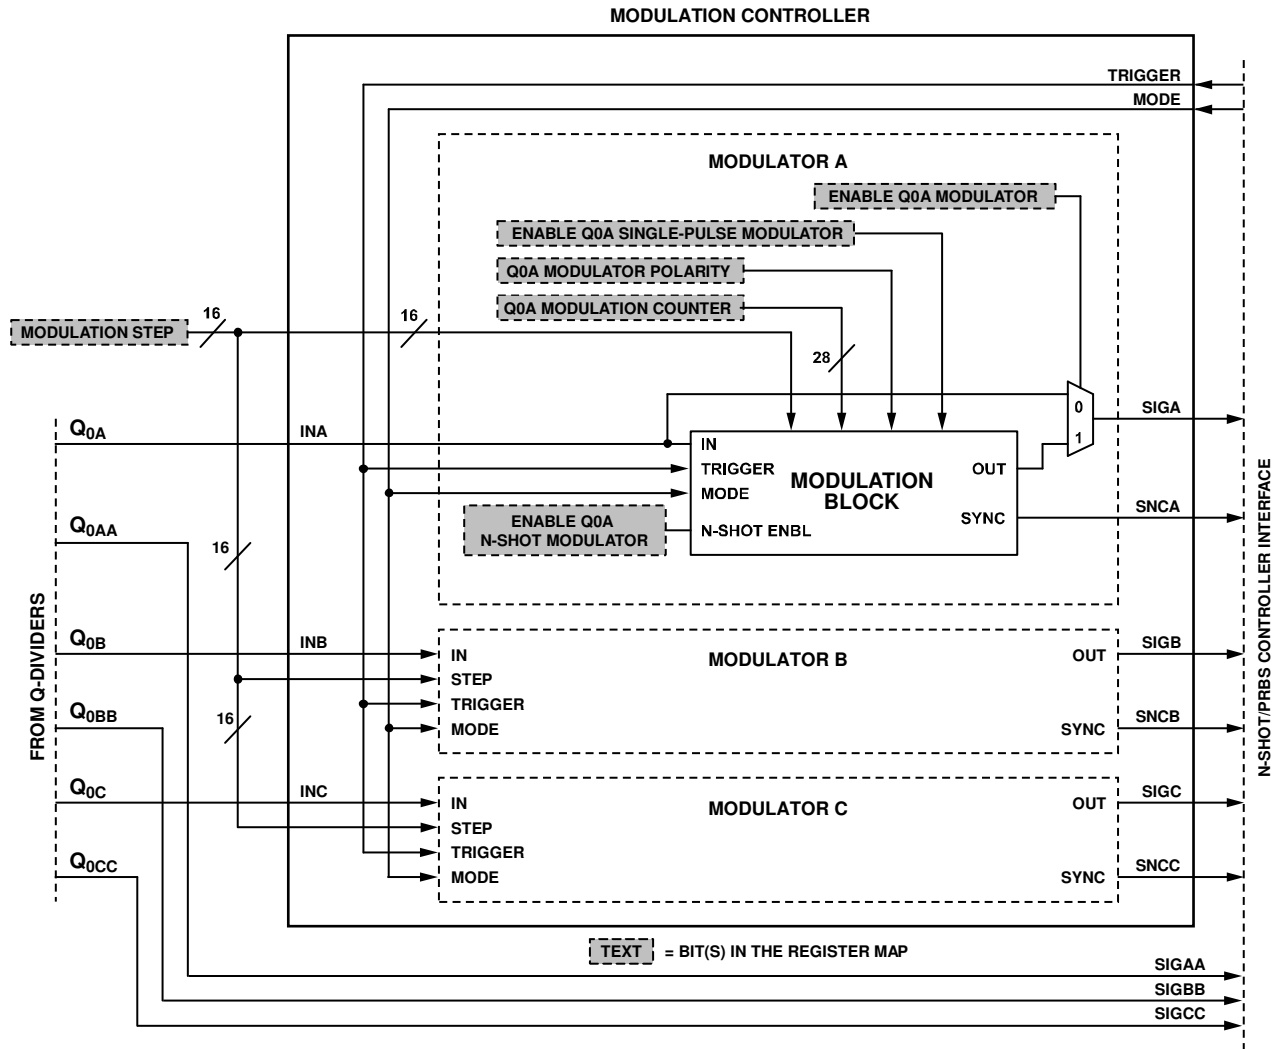 MODULATION CONTROLLER
TRIGGER
MODE
MODULATOR A
ENABLE Q0A MODULATOR
ENABLE Q0A SINGLE-PULSE MODULATOR
Q0A MODULATOR POLARITY
Q0A MODULATION COUNTER
MODULATION STEP
16
16
28
Q0A
INA
IN
TRIGGER
MODE
N-SHOT ENBL
MODULATION
BLOCK
OUT
SYNC
0
1
SIGA
SNCA
ENABLE Q0A
N-SHOT MODULATOR
Q0AA
16
FROM Q-DIVIDERS
Q0B
INB
IN
STEP
TRIGGER
MODE
MODULATOR B
OUT
SYNC
SIGB
SNCB
Q0BB
16
Q0C
INC
IN
STEP
TRIGGER
MODE
MODULATOR C
OUT
SYNC
SIGC
SNCC
Q0CC
N-SHOT/PRBS CONTROLLER INTERFACE
TEXT = BIT(S) IN THE REGISTER MAP
SIGAA
SIGBB
SIGCC